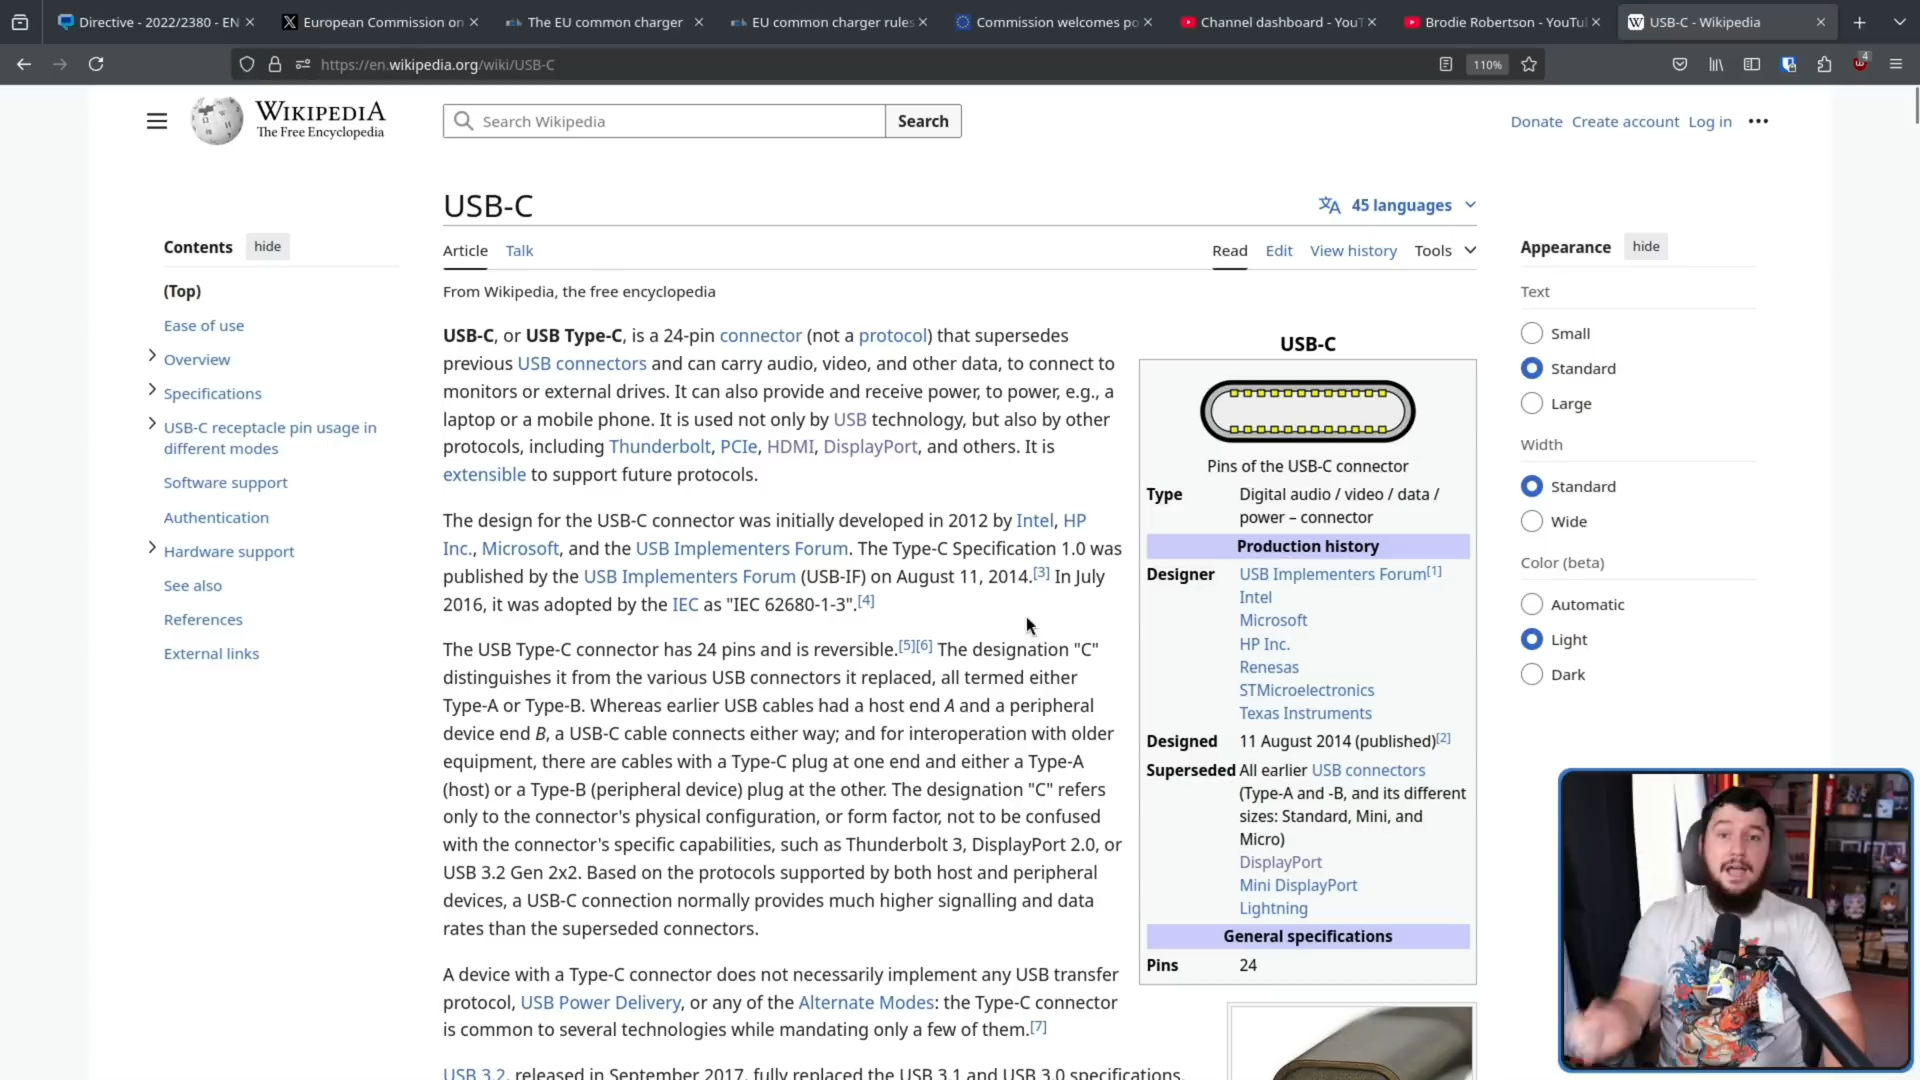 Directive - 2022/2380 - EN
European Commission on
The EU common charger
EU common charger rules
Commission welcomes po
Channel dashboard - YouT
Brodie Robertson - YouTu
USB-C - Wikipedia
https://en.wikipedia.org/wiki/USB-C
110%
4
WIKIPEDIA
The Free Encyclopedia
Search Wikipedia
Search
Donate Create account Log in
USB-C
45 languages
Contents hide
(Top)
Ease of use
Overview
Specifications
USB-C receptacle pin usage in
different modes
Software support
Authentication
Hardware support
See also
References
External links
Article Talk
Read Edit View history Tools
From Wikipedia, the free encyclopedia
USB-C, or USB Type-C, is a 24-pin connector (not a protocol) that supersedes
previous USB connectors and can carry audio, video, and other data, to connect to
monitors or external drives. It can also provide and receive power, to power, e.g., a
laptop or a mobile phone. It is used not only by USB technology, but also by other
protocols, including Thunderbolt, PCIe, HDMI, DisplayPort, and others. It is
extensible to support future protocols.
The design for the USB-C connector was initially developed in 2012 by Intel, HP
Inc., Microsoft, and the USB Implementers Forum. The Type-C Specification 1.0 was
published by the USB Implementers Forum (USB-IF) on August 11, 2014.[3] In July
2016, it was adopted by the IEC as "IEC 62680-1-3".[4]
The USB Type-C connector has 24 pins and is reversible.[5][6] The designation "C"
distinguishes it from the various USB connectors it replaced, all termed either
Type-A or Type-B. Whereas earlier USB cables had a host end A and a peripheral
device end B, a USB-C cable connects either way; and for interoperation with older
equipment, there are cables with a Type-C plug at one end and either a Type-A
(host) or a Type-B (peripheral device) plug at the other. The designation "C" refers
only to the connector's physical configuration, or form factor, not to be confused
with the connector's specific capabilities, such as Thunderbolt 3, DisplayPort 2.0, or
USB 3.2 Gen 2x2. Based on the protocols supported by both host and peripheral
devices, a USB-C connection normally provides much higher signalling and data
rates than the superseded connectors.
A device with a Type-C connector does not necessarily implement any USB transfer
protocol, USB Power Delivery, or any of the Alternate Modes: the Type-C connector
is common to several technologies while mandating only a few of them.[7]
USB 3.2, released in September 2017, fully replaced the USB 3.1 and USB 3.0 specifications.
USB-C
Pins of the USB-C connector
Type Digital audio / video / data /
power – connector
Production history
Designer USB Implementers Forum[1]
Intel
Microsoft
HP Inc.
Renesas
STMicroelectronics
Texas Instruments
Designed 11 August 2014 (published)[2]
Superseded All earlier USB connectors
(Type-A and -B, and its different
sizes: Standard, Mini, and
Micro)
DisplayPort
Mini DisplayPort
Lightning
General specifications
Pins 24
Appearance hide
Text
Small
Standard
Large
Width
Standard
Wide
Color (beta)
Automatic
Light
Dark